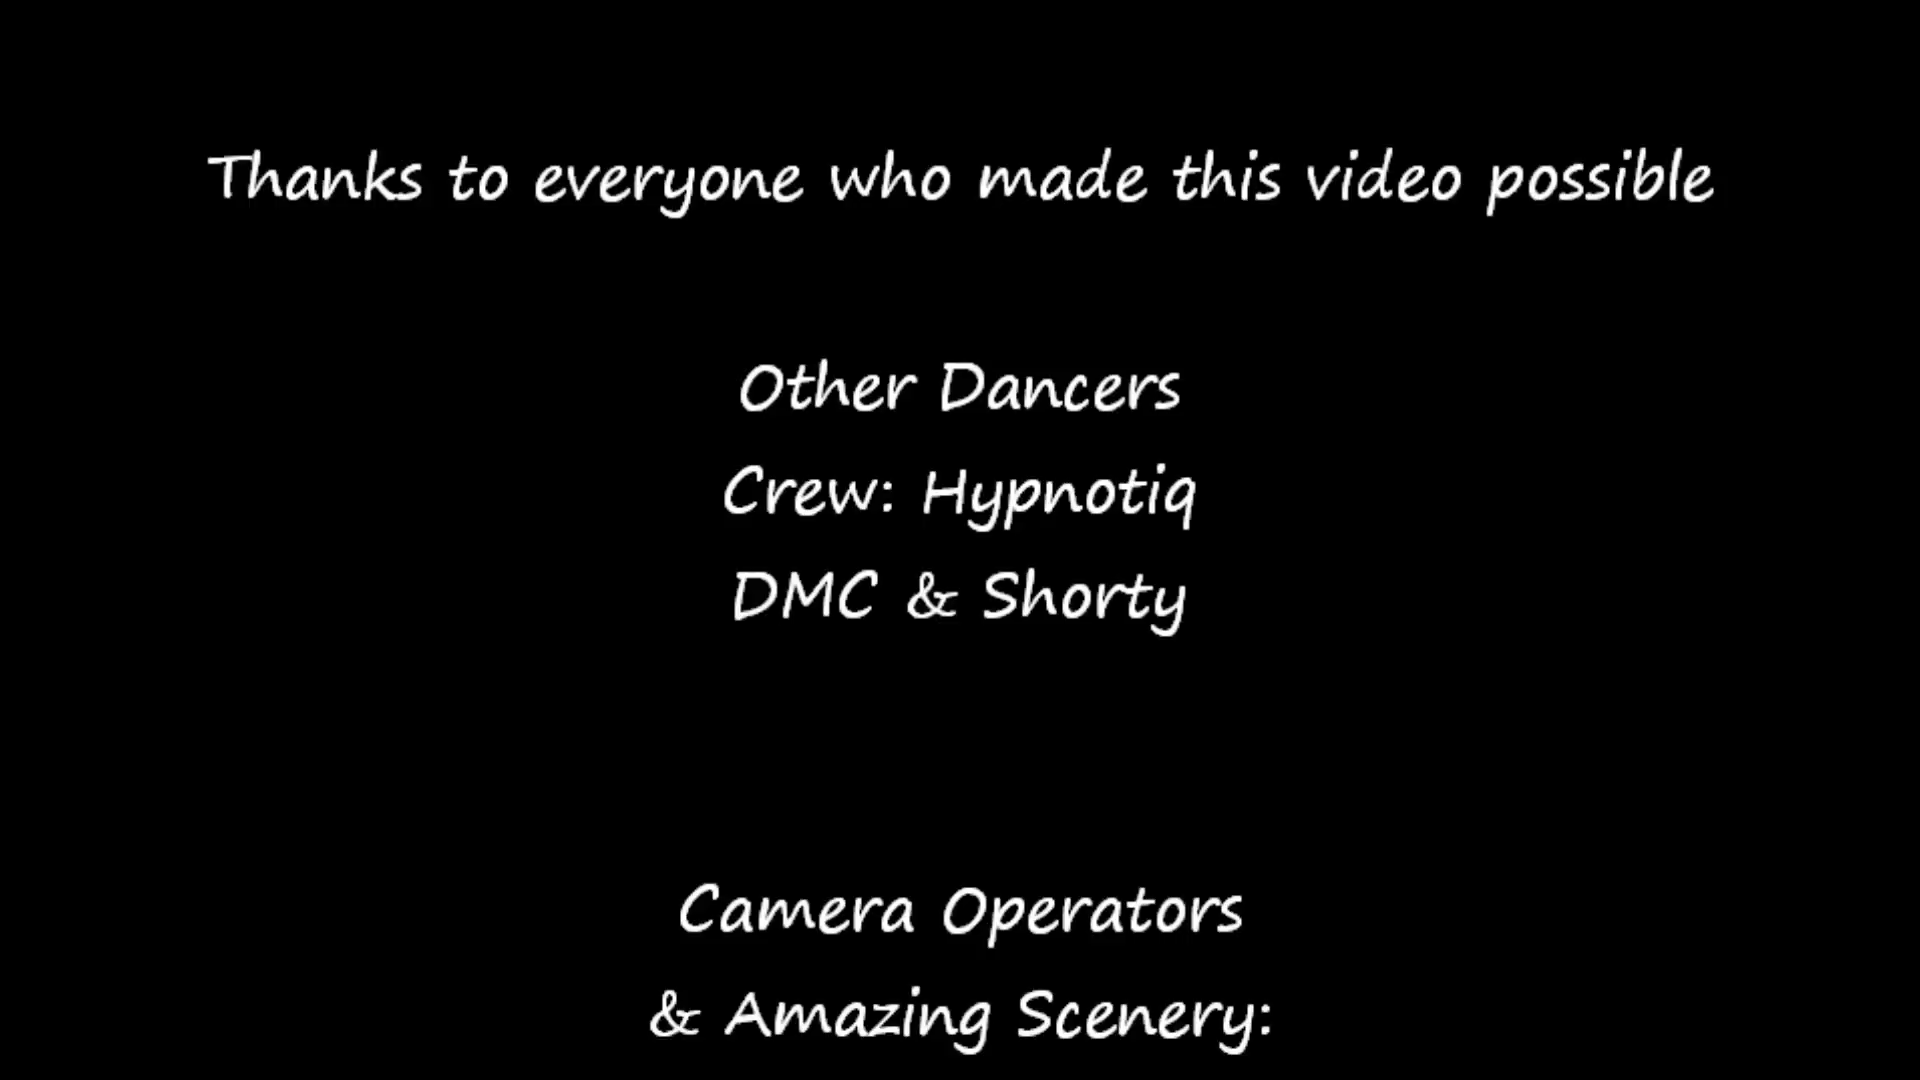 Thanks to everyone who made this video possible
Other Dancers
Crew: Hypnotiq
DMC & Shorty
Camera Operators
& Amazing Scenery: